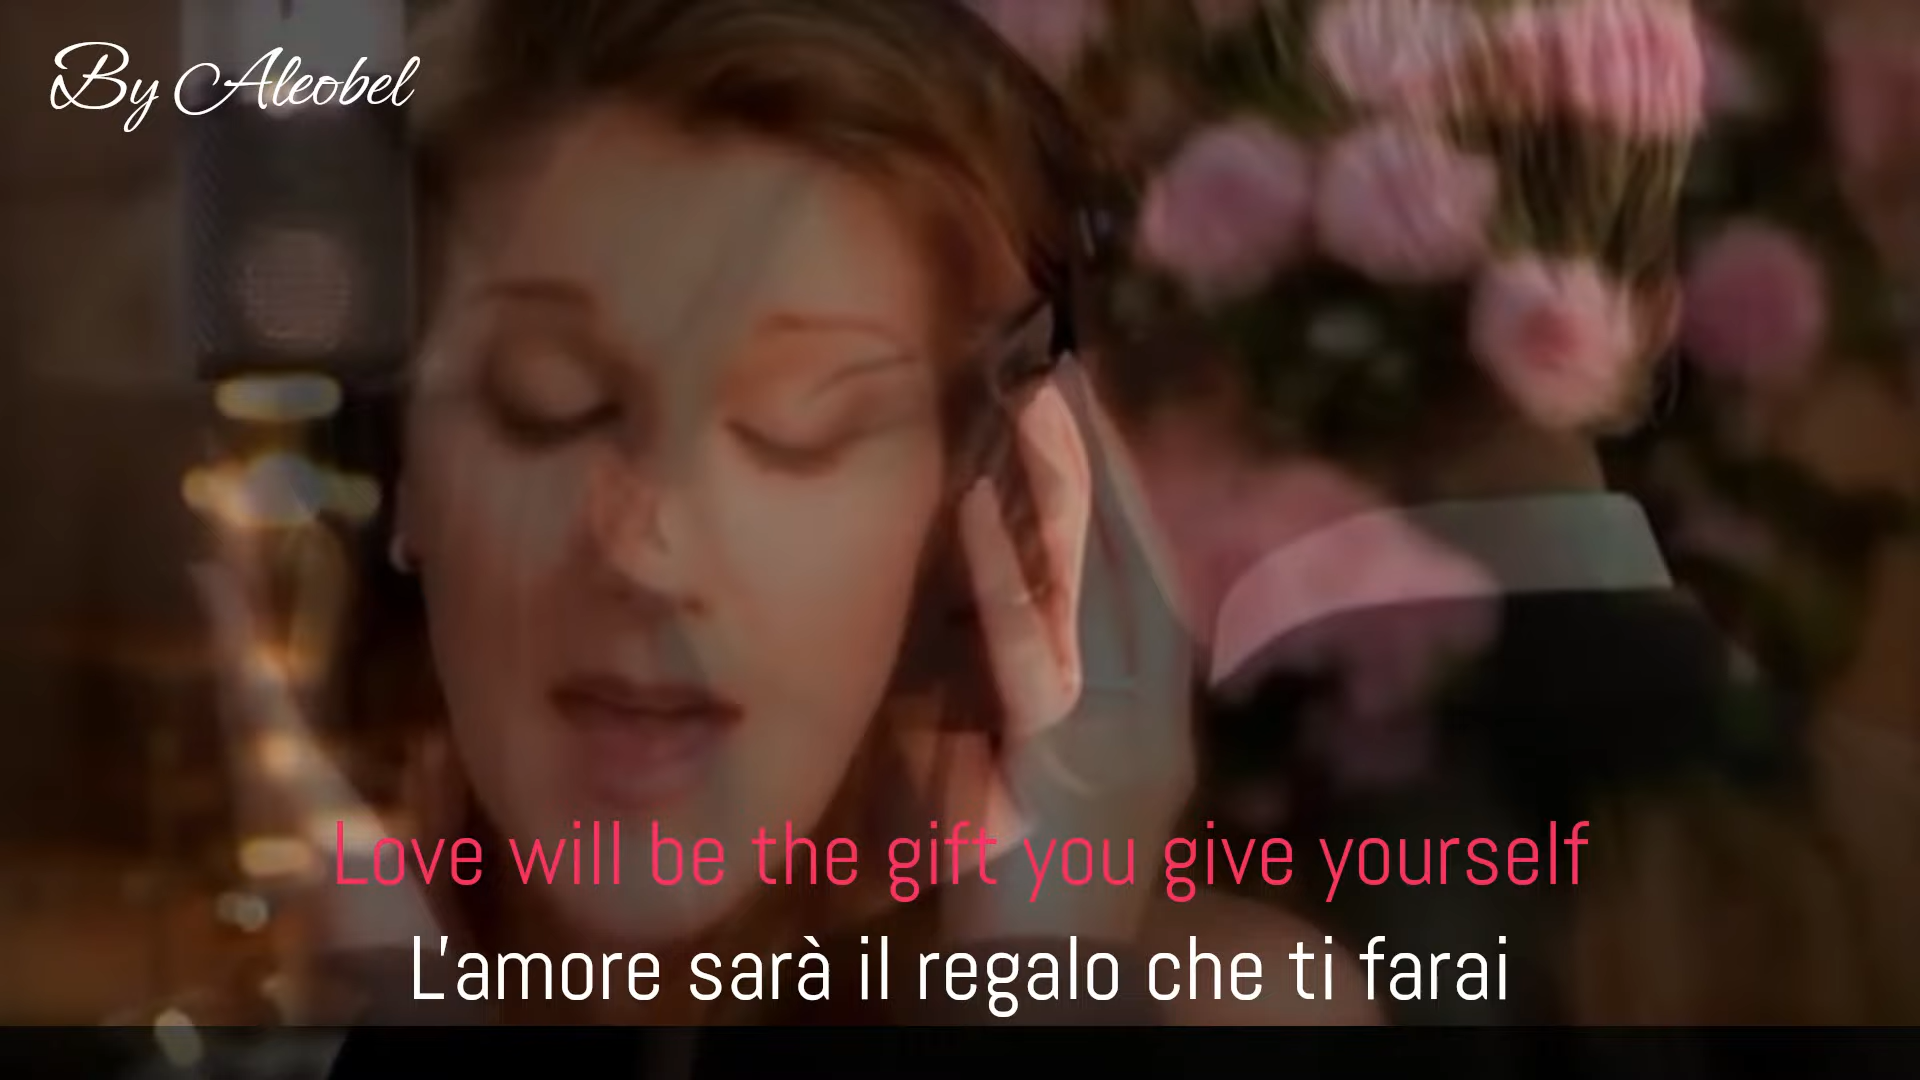 By Aleobel
Love will be the gift you give yourself
L'amore sarà il regalo che ti farai